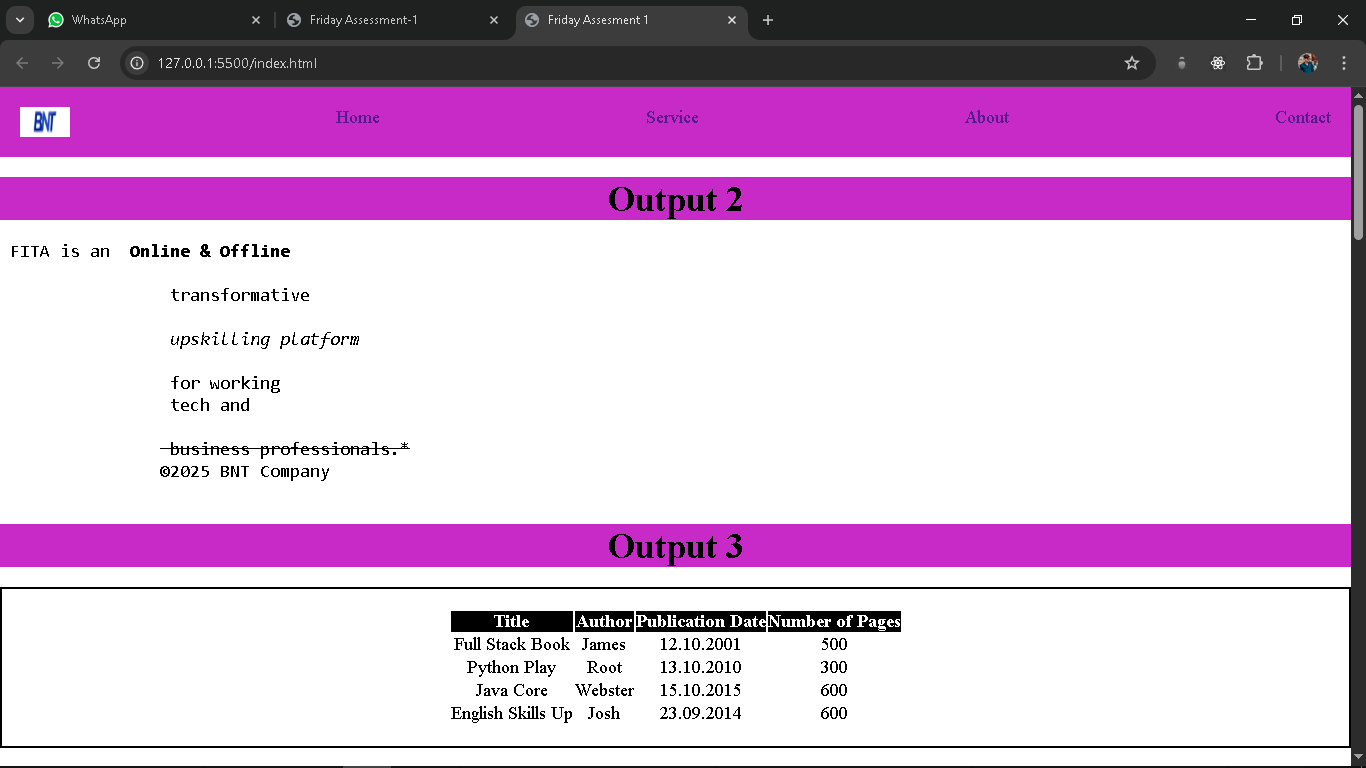 WhatsApp
Friday Assessment-1
Friday Assesment 1
127.0.0.1:5500/index.html
BNT Home Service About Contact
Output 2
FITA is an Online & Offline
transformative
upskilling platform
for working
tech and
business professionals.*
©2025 BNT Company
Output 3
Title Author Publication Date Number of Pages
Full Stack Book James 12.10.2001 500
Python Play Root 13.10.2010 300
Java Core Webster 15.10.2015 600
English Skills Up Josh 23.09.2014 600